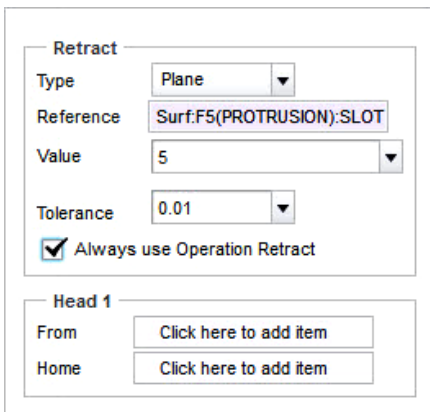 Retract
Type Plane
Reference Surf:F5(PROTRUSION):SLOT
Value 5
Tolerance 0.01
Always use Operation Retract
Head 1
From Click here to add item
Home Click here to add item